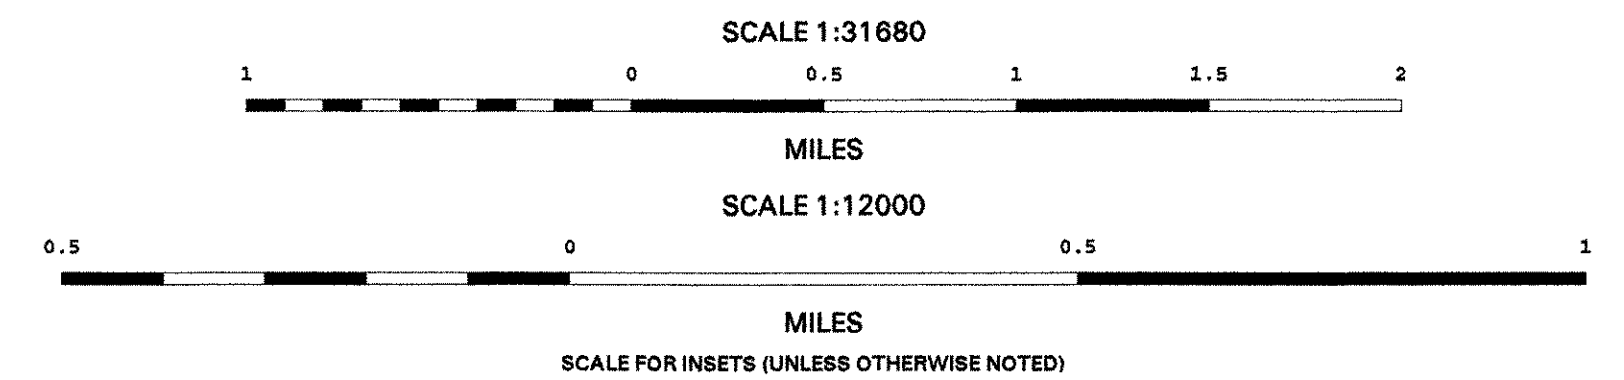 SCALE 1:31680
1 0 0.5 1 1.5 2
MILES
SCALE 1:12000
0.5 0 0.5 1
MILES
SCALE FOR INSETS (UNLESS OTHERWISE NOTED)